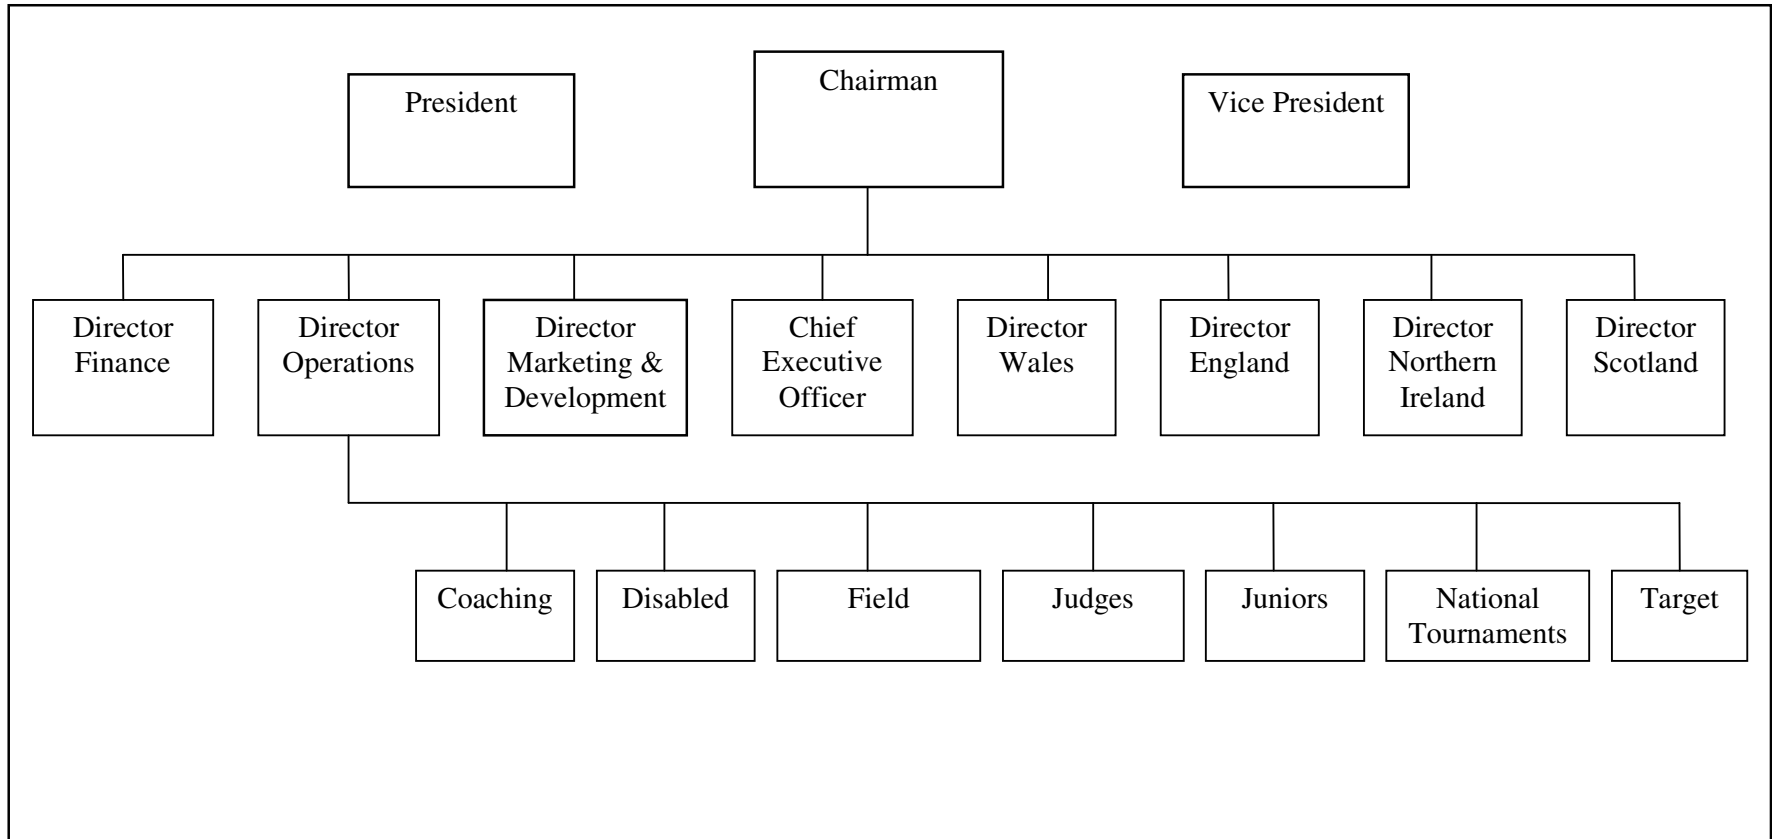 President
Chairman
Vice President
Director
Finance
Director
Operations
Director
Marketing &
Development
Chief
Executive
Officer
Director
Wales
Director
England
Director
Northern
Ireland
Director
Scotland
Coaching
Disabled
Field
Judges
Juniors
National
Tournaments
Target